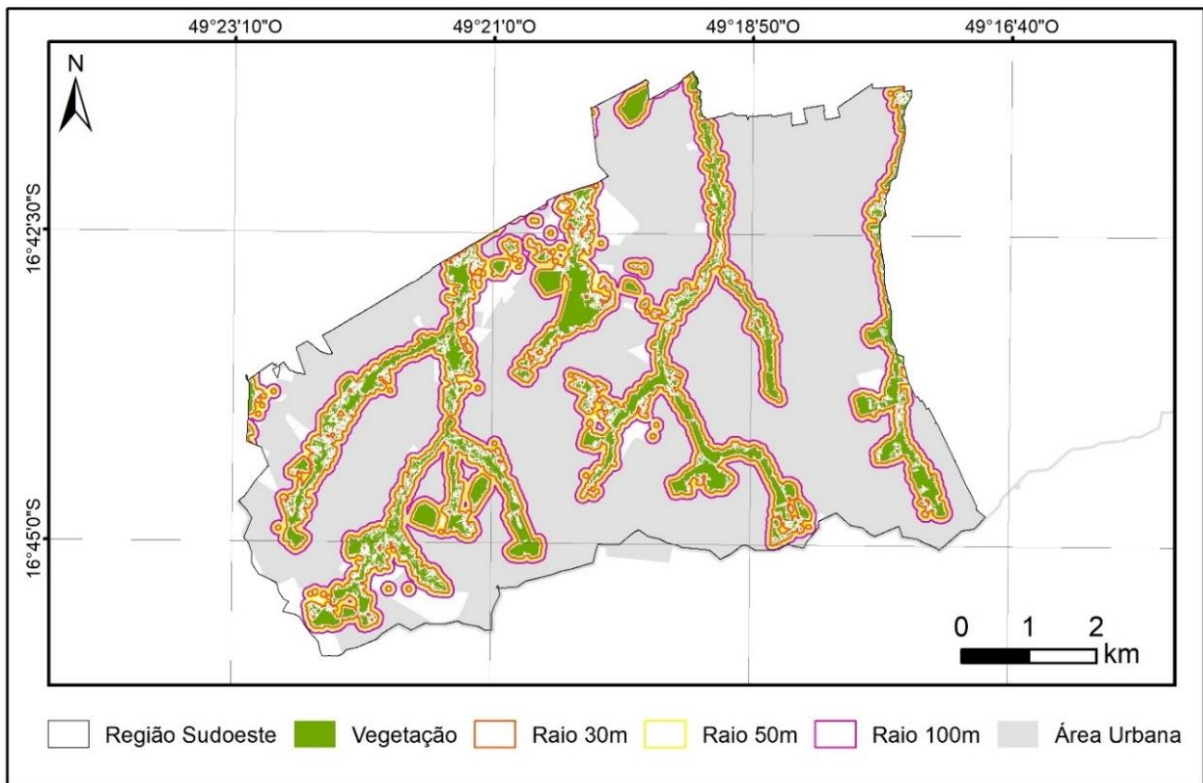 49°23'10"O 49°21'0"O 49°18'50"O 49°16'40"O
N
16°42'30"S
16°45'0"S
0 1 2
km
Região Sudoeste Vegetação Raio 30m Raio 50m Raio 100m Área Urbana